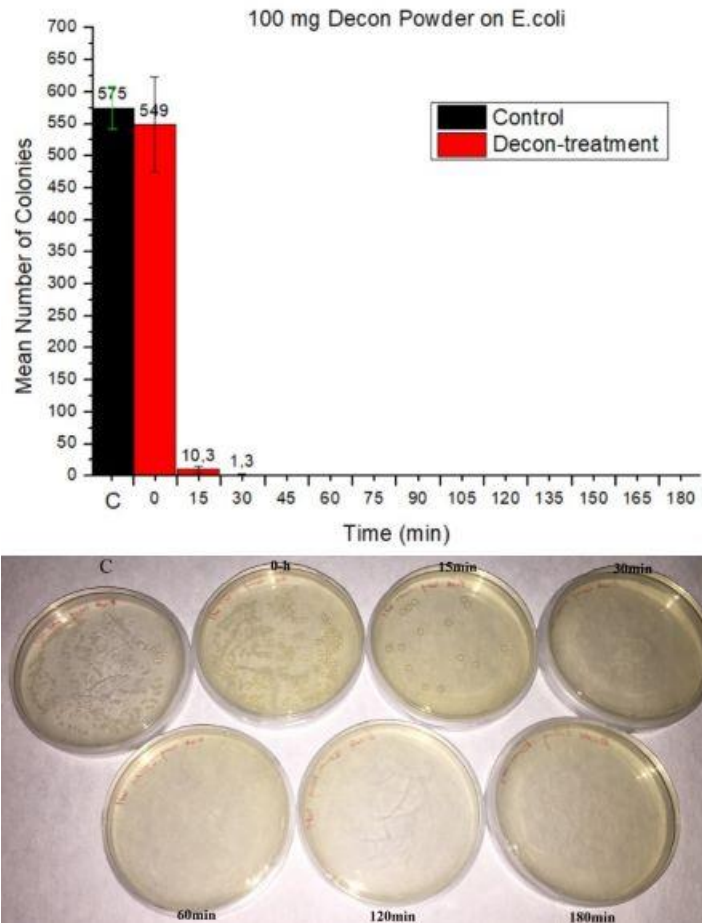 100 mg Decon Powder on E.coli
700
650
600
550
500
450
400
350
300
250
200
150
100
50
0
Mean Number of Colonies
575
549
10,3
1,3
Control
Decon-treatment
C 0 15 30 45 60 75 90 105 120 135 150 165 180
Time (min)
C 0-h 15min 30min
60min 120min 180min